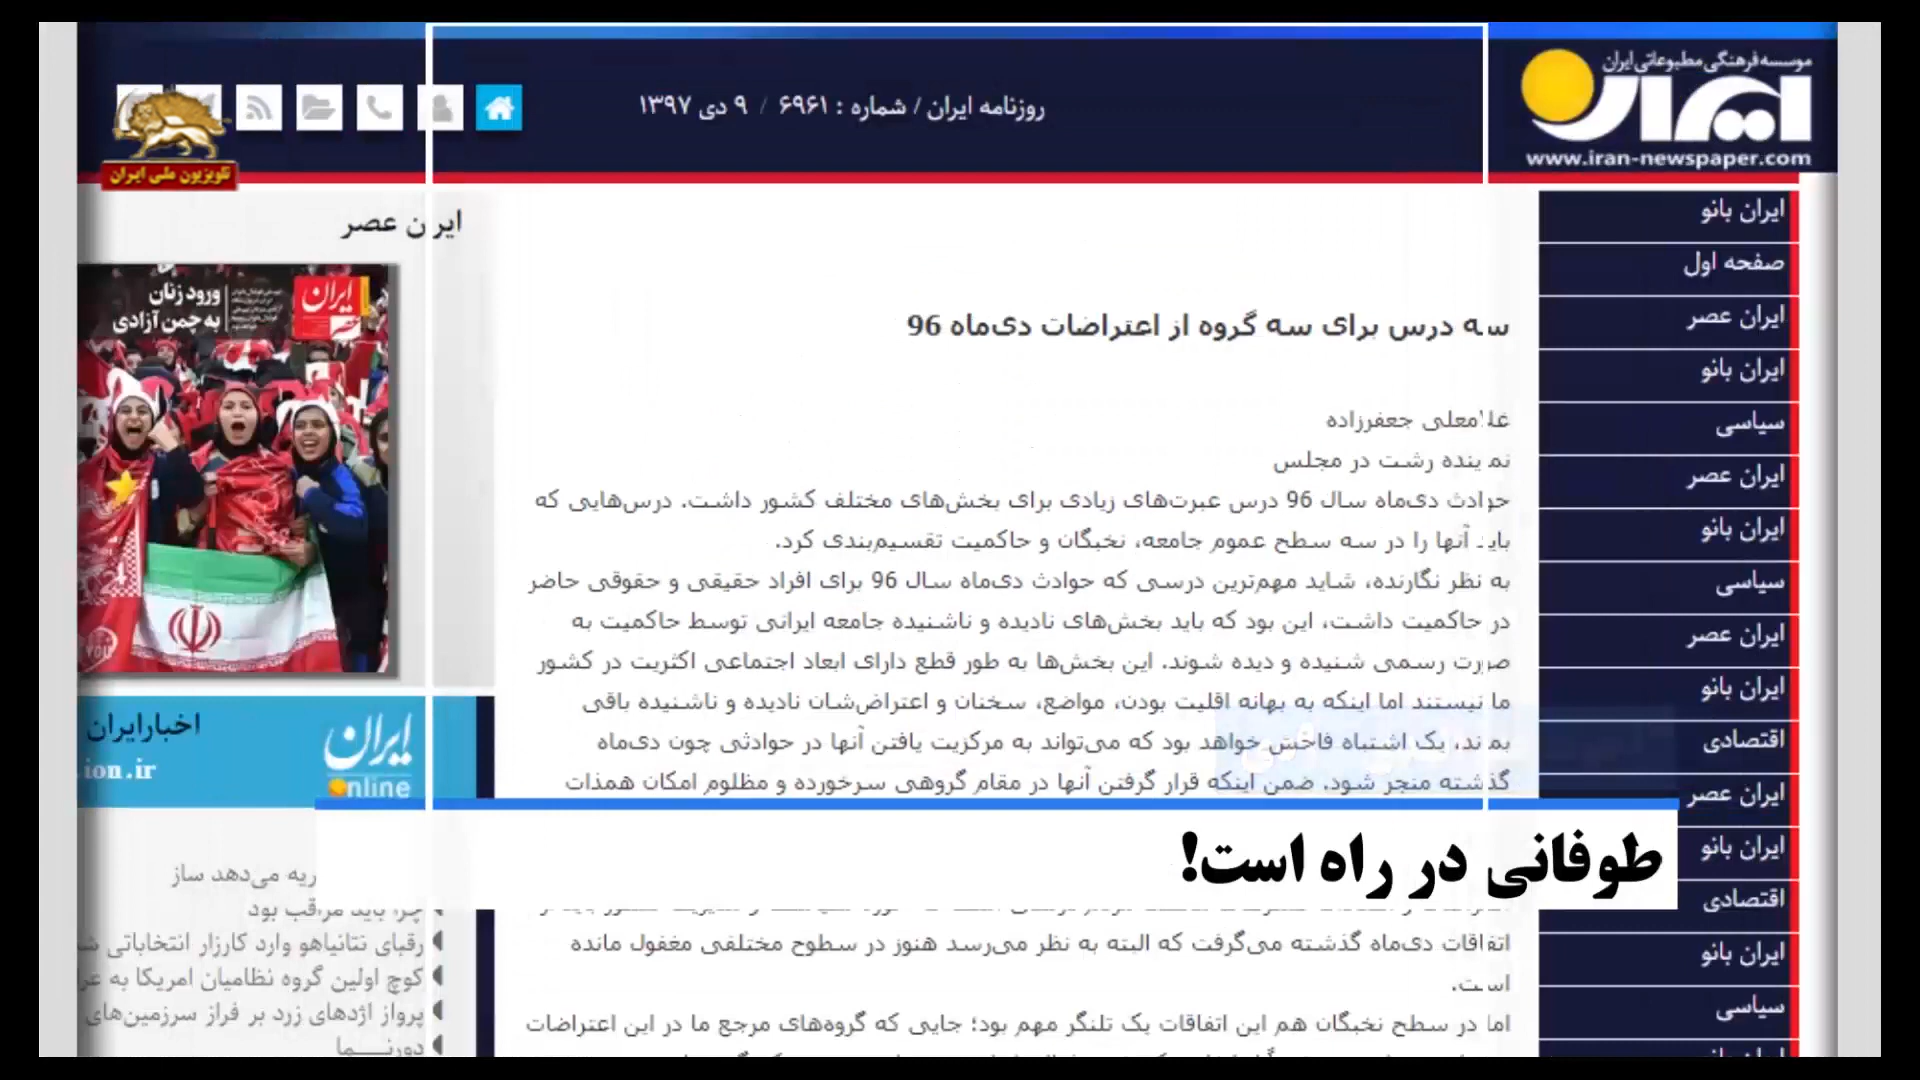 موسسه فرهنگی مطبوعاتی ایران
ایران
www.iran-newspaper.com
روزنامه ایران / شماره : ۶۹۶۱ / ۹ دی ۱۳۹۷
تلویزیون ملی ایران
ایران بانو
صفحه اول
ایران عصر
ایران بانو
سیاسی
ایران عصر
ایران بانو
سیاسی
ایران عصر
ایران بانو
اقتصادی
ایران عصر
ایران بانو
اقتصادی
ایران بانو
سیاسی
سه درس برای سه گروه از اعتراضات دی‌ماه 96
غلامعلی جعفرزاده
نماینده رشت در مجلس
حوادث دی‌ماه سال 96 درس عبرت‌های زیادی برای بخش‌های مختلف کشور داشت. درس‌هایی که
باید آنها را در سه سطح عموم جامعه، نخبگان و حاکمیت تقسیم‌بندی کرد.
به نظر نگارنده، شاید مهم‌ترین درسی که حوادث دی‌ماه سال 96 برای افراد حقیقی و حقوقی حاضر
در حاکمیت داشت، این بود که باید بخش‌های نادیده و ناشنیده جامعه ایرانی توسط حاکمیت به
صورت رسمی شنیده و دیده شوند. این بخش‌ها به طور قطع دارای ابعاد اجتماعی اکثریت در کشور
ما نیستند اما اینکه به بهانه اقلیت بودن، مواضع، سخنان و اعتراض‌شان نادیده و ناشنیده باقی
بماند، یک اشتباه فاحش خواهد بود که می‌تواند به مرکزیت یافتن آنها در حوادثی چون دی‌ماه
گذشته منجر شود. ضمن اینکه قرار گرفتن آنها در مقام گروهی سرخورده و مظلوم امکان همذات
طوفانی در راه است!
اتفاقات دی‌ماه گذشته می‌گرفت که البته به نظر می‌رسد هنوز در سطوح مختلفی مغفول مانده
است.
اما در سطح نخبگان هم این اتفاقات یک تلنگر مهم بود؛ جایی که گروه‌های مرجع ما در این اعتراضات
ایران عصر
ایران
عصر
ورود زنان
به چمن آزادی
اخبارایران
ion.ir
ایران
Online
ریه می‌دهد ساز
چرا باید مراقب بود
رقبای نتانیاهو وارد کارزار انتخاباتی
کوچ اولین گروه نظامیان امریکا به
پرواز اژدهای زرد بر فراز سرزمین‌های
دورنما